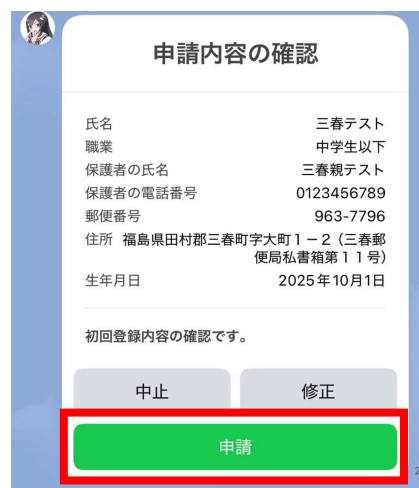 申請内容の確認
氏名 三春テスト
職業 中学生以下
保護者の氏名 三春親テスト
保護者の電話番号 0123456789
郵便番号 963-7796
住所 福島県田村郡三春町字大町1－2（三春郵
便局私書箱第11号）
生年月日 2025年10月1日
初回登録内容の確認です。
中止 修正
申請
2